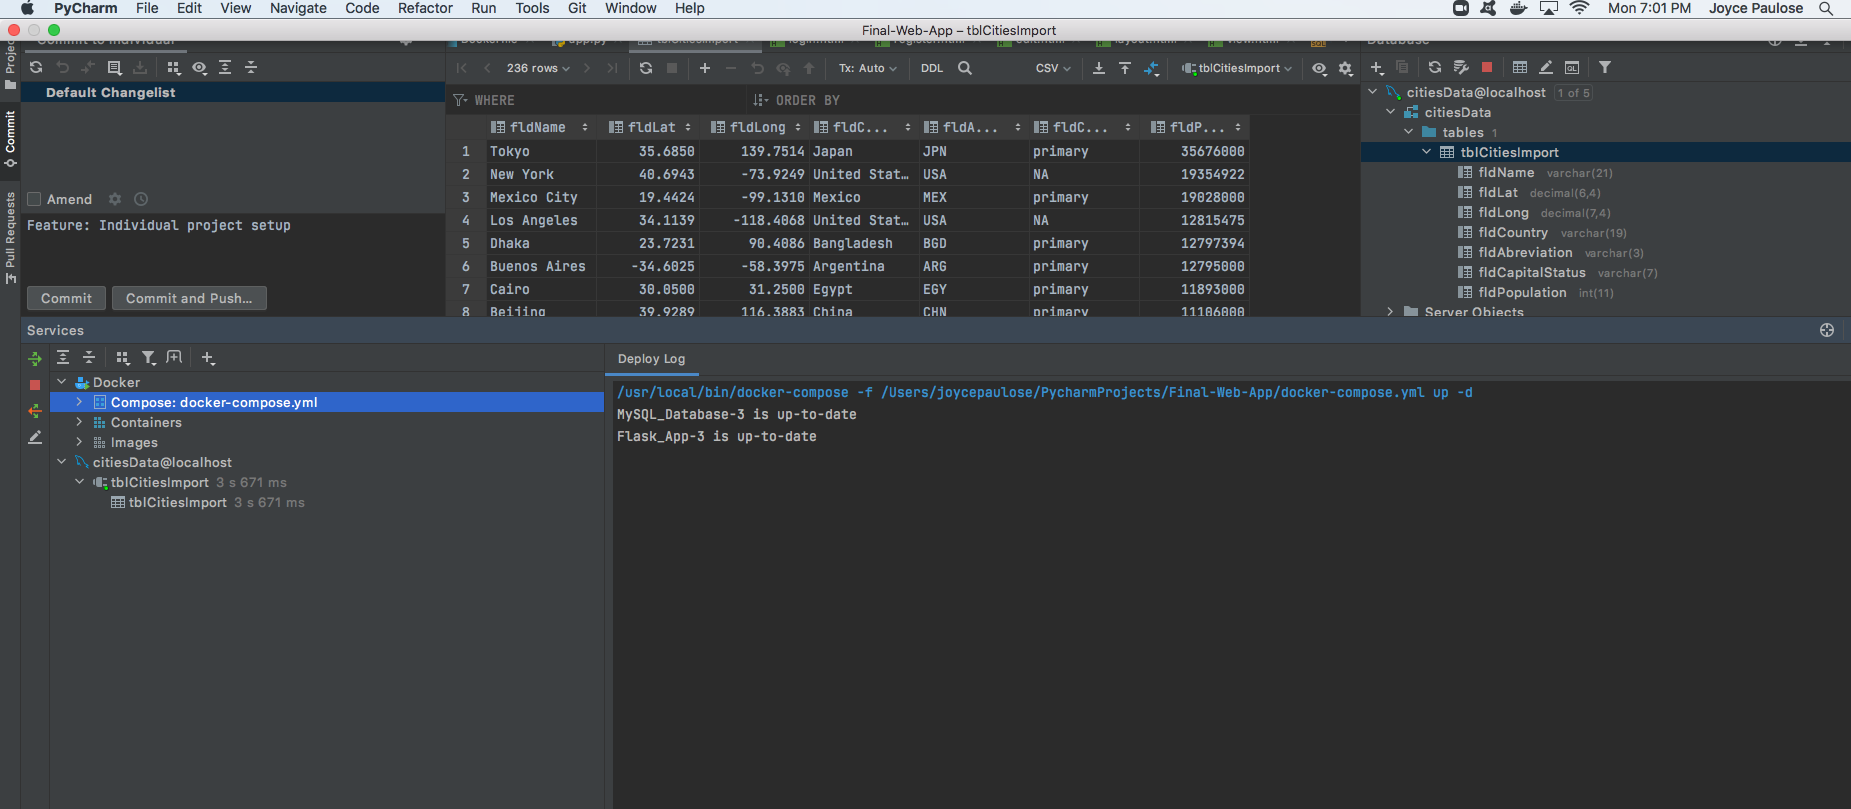 PyCharm File Edit View Navigate Code Refactor Run Tools Git Window Help Mon 7:01 PM Joyce Paulose
Final-Web-App – tblCitiesImport
Commit to Individual
tblCitiesImport
Database
Project
Commit
Pull Requests
236 rows Tx: Auto DDL CSV tblCitiesImport
Default Changelist
WHERE ORDER BY
fldName fldLat fldLong fldC... fldA... fldC... fldP...
1 Tokyo 35.6850 139.7514 Japan JPN primary 35676000
2 New York 40.6943 -73.9249 United Stat… USA NA 19354922
3 Mexico City 19.4424 -99.1310 Mexico MEX primary 19028000
4 Los Angeles 34.1139 -118.4068 United Stat… USA NA 12815475
5 Dhaka 23.7231 90.4086 Bangladesh BGD primary 12797394
6 Buenos Aires -34.6025 -58.3975 Argentina ARG primary 12795000
7 Cairo 30.0500 31.2500 Egypt EGY primary 11893000
8 Beijing 39.9289 116.3883 China CHN primary 11106000
Amend
Feature: Individual project setup
Commit Commit and Push...
citiesData@localhost 1 of 5
citiesData
tables 1
tblCitiesImport
fldName varchar(21)
fldLat decimal(6,4)
fldLong decimal(7,4)
fldCountry varchar(19)
fldAbreviation varchar(3)
fldCapitalStatus varchar(7)
fldPopulation int(11)
Server Objects
Services
Docker
Compose: docker-compose.yml
Containers
Images
citiesData@localhost
tblCitiesImport 3 s 671 ms
tblCitiesImport 3 s 671 ms
Deploy Log
/usr/local/bin/docker-compose -f /Users/joycepaulose/PycharmProjects/Final-Web-App/docker-compose.yml up -d
MySQL_Database-3 is up-to-date
Flask_App-3 is up-to-date